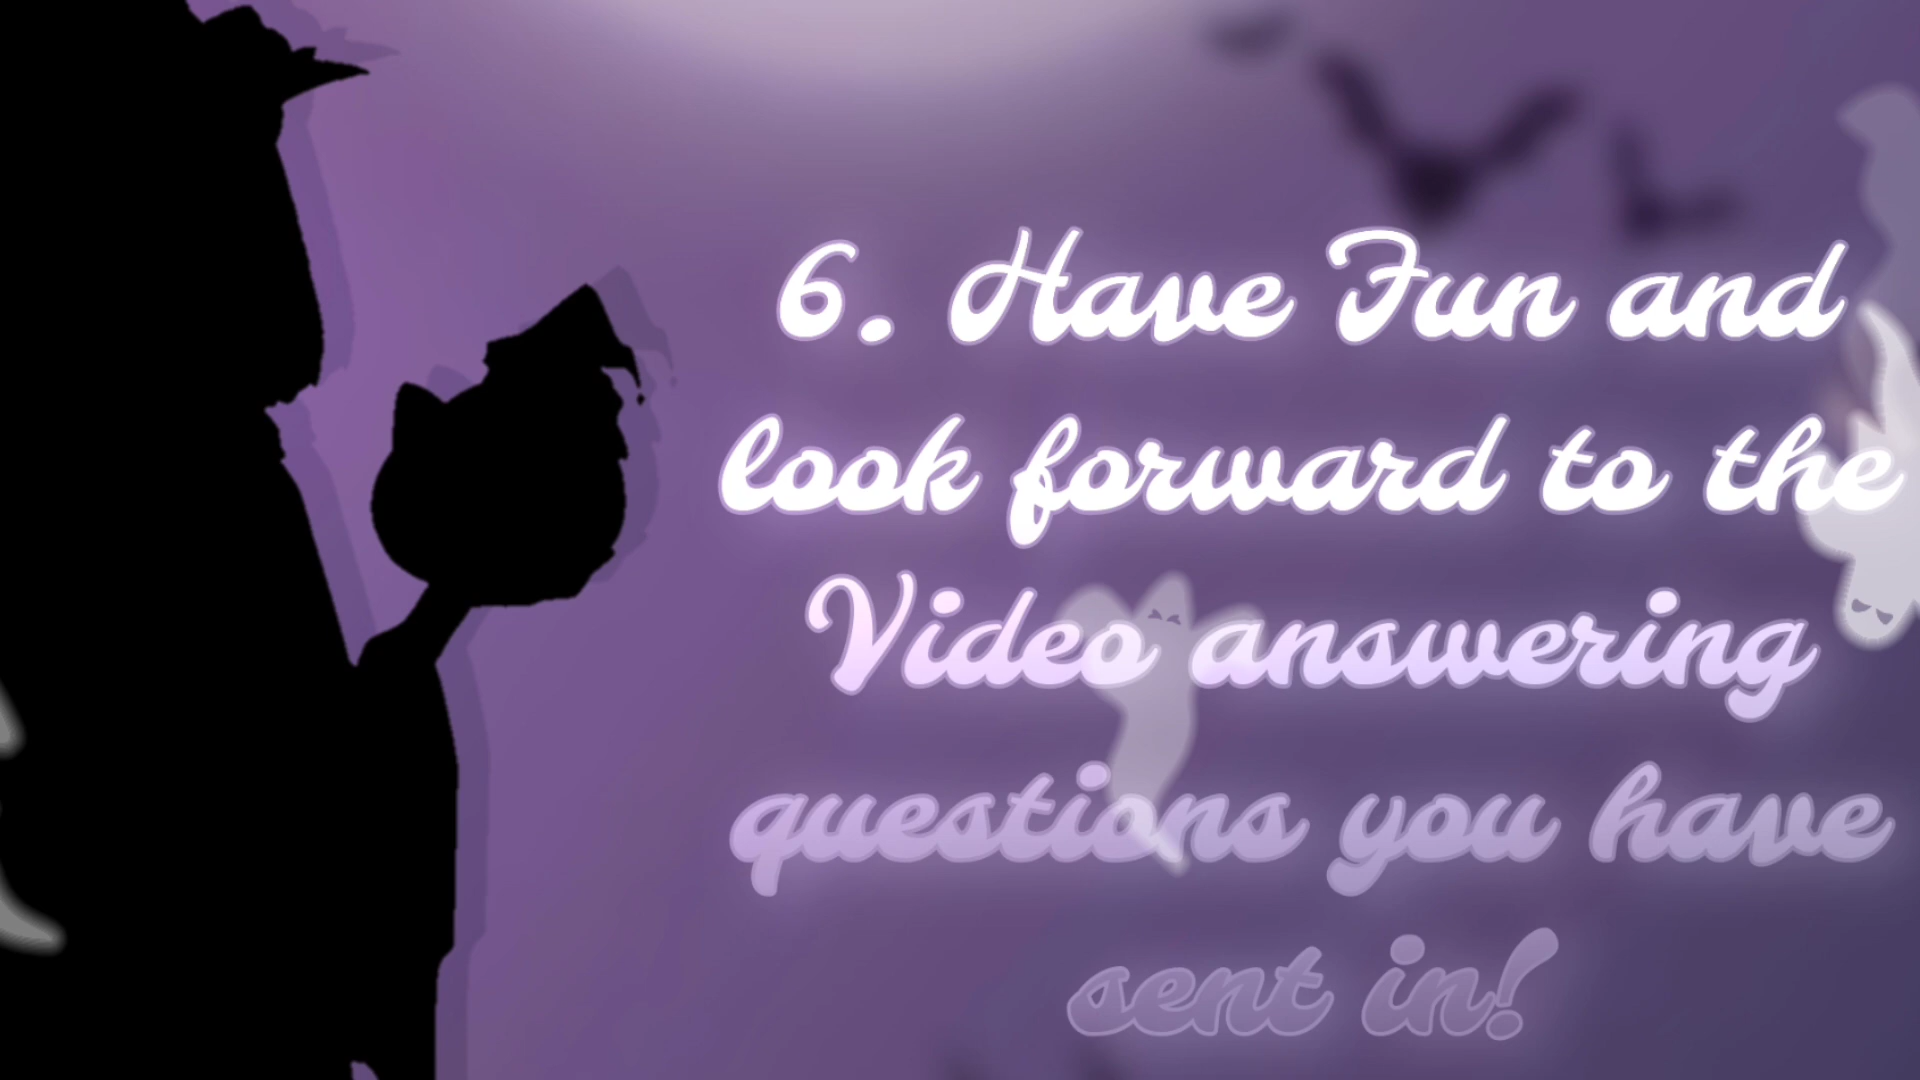 6. Have Fun and
look forward to the
Video answering
questions you have
sent in!